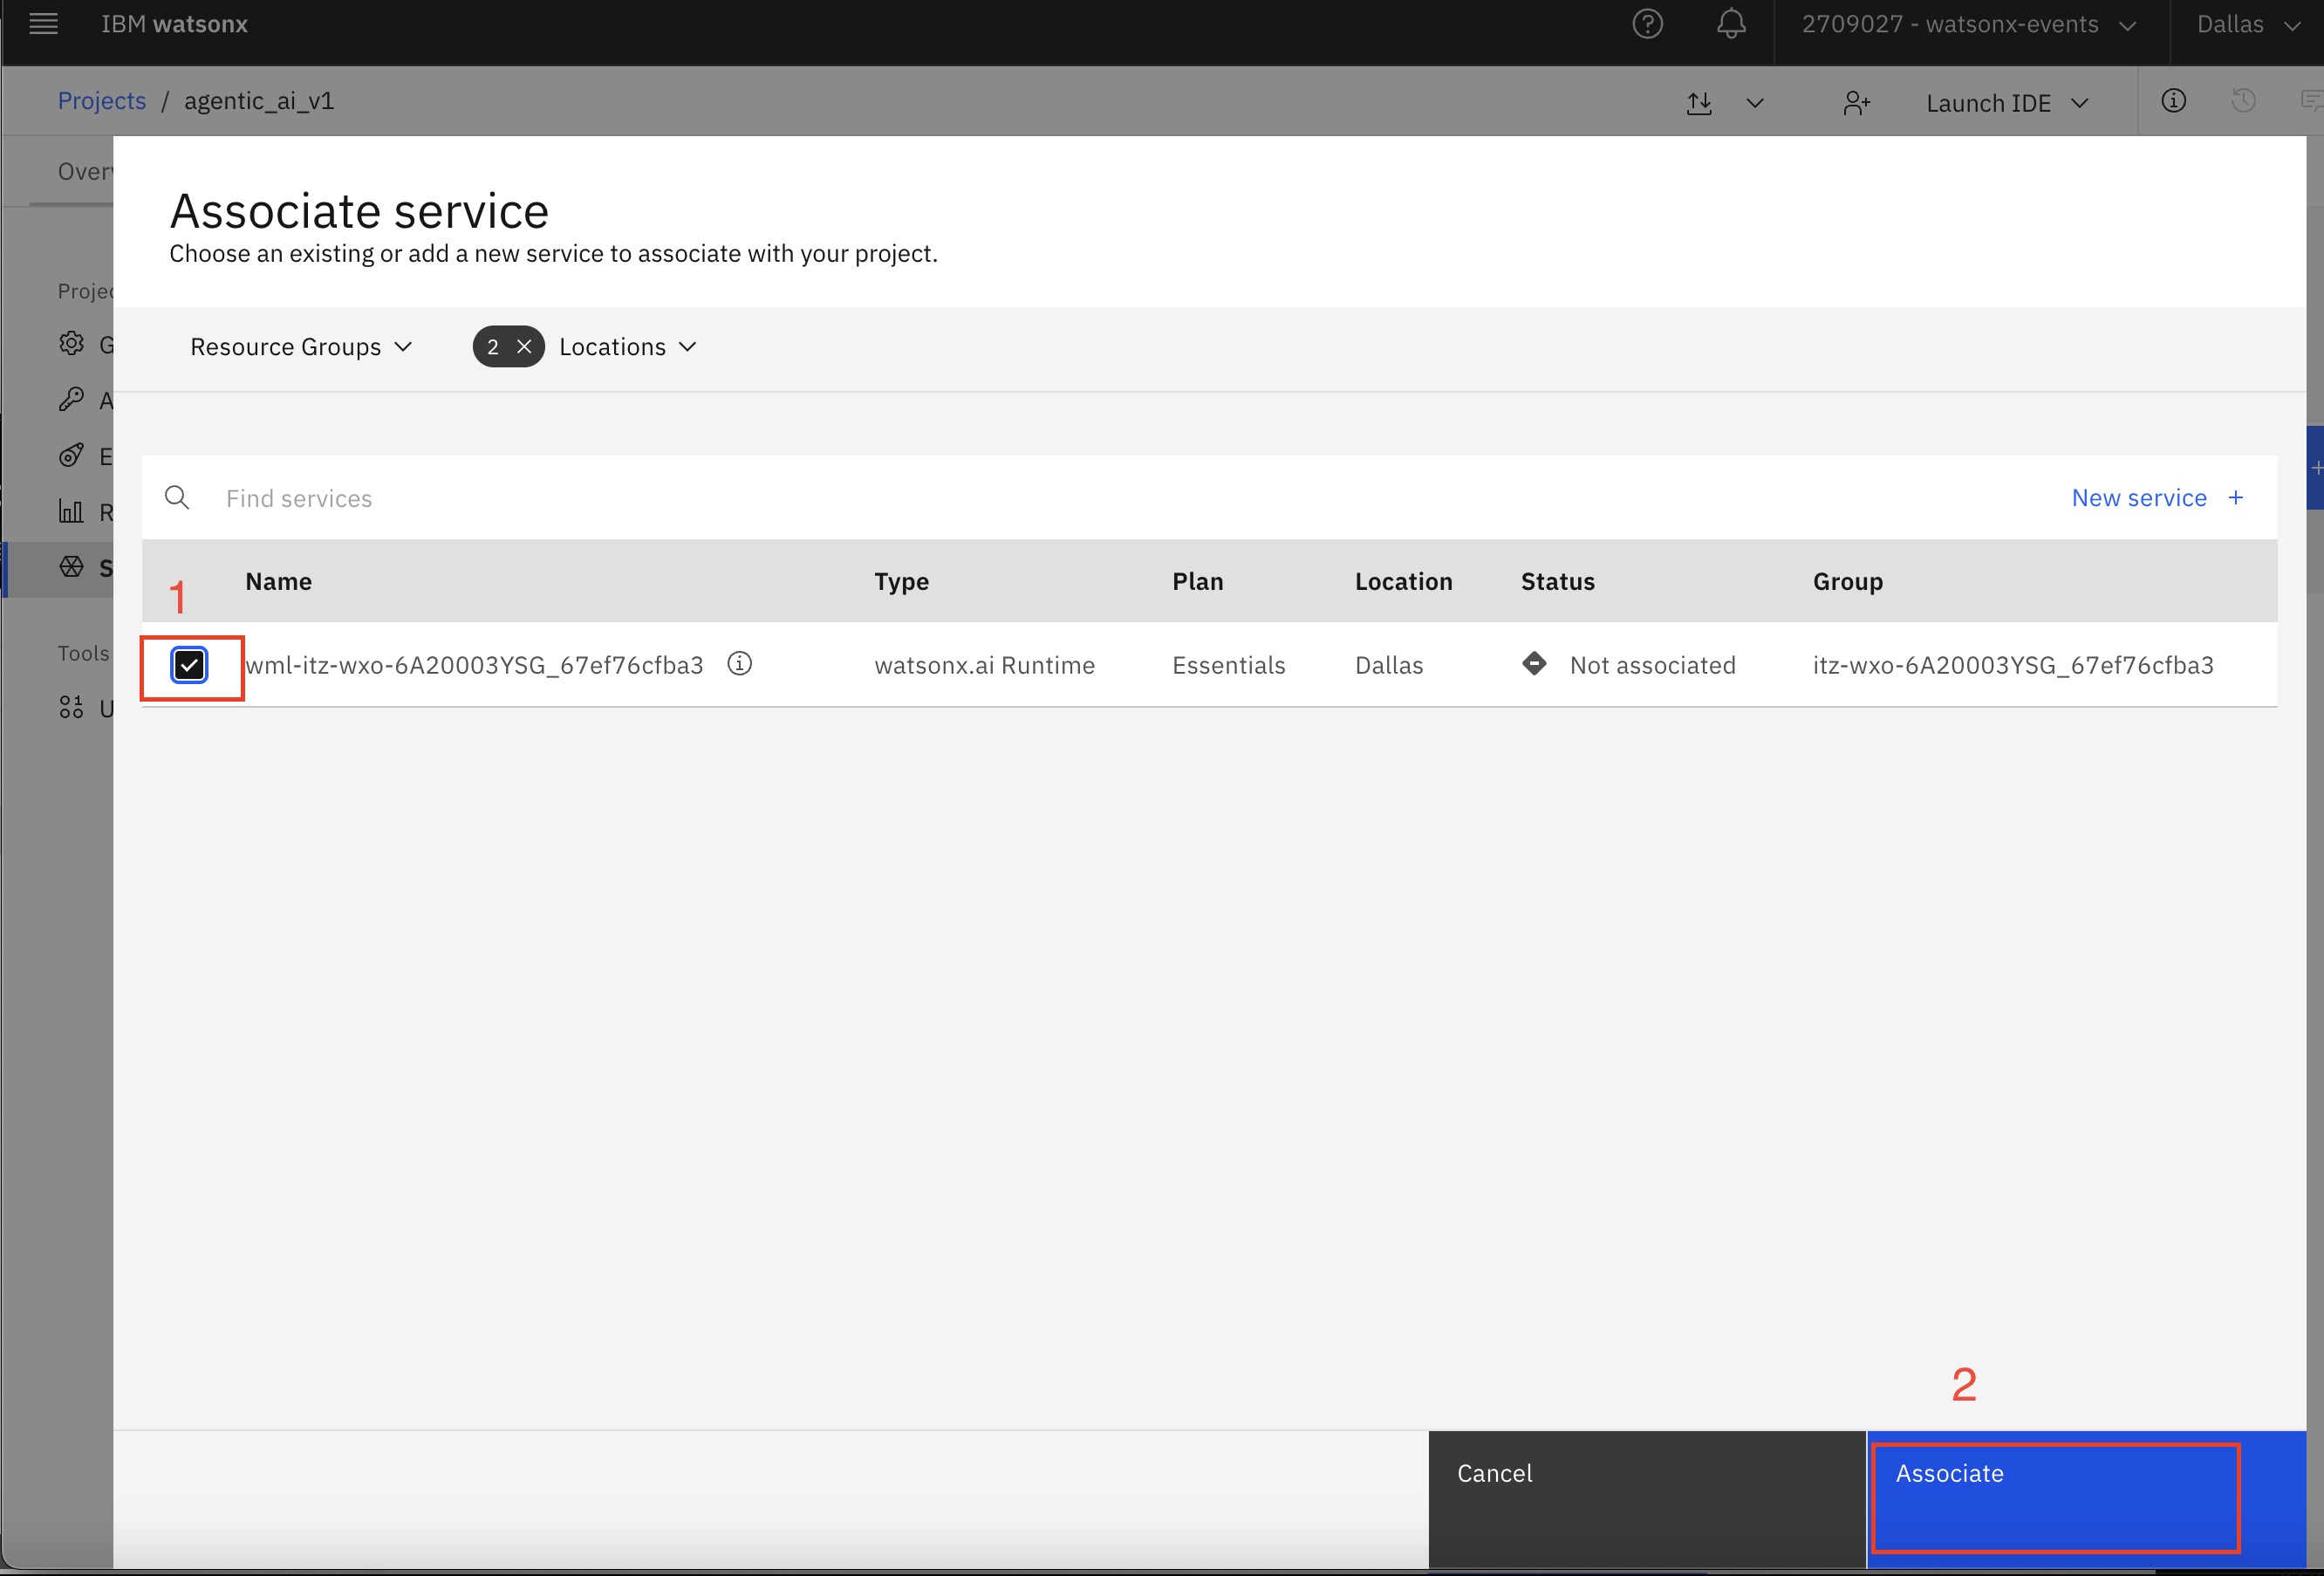 IBM watsonx
2709027 - watsonx-events
Dallas
Projects / agentic_ai_v1
Launch IDE
Associate service
Choose an existing or add a new service to associate with your project.
Resource Groups
2
Locations
Find services
New service +
Name Type Plan Location Status Group
1
wml-itz-wxo-6A20003YSG_67ef76cfba3 watsonx.ai Runtime Essentials Dallas Not associated itz-wxo-6A20003YSG_67ef76cfba3
Tools
2
Cancel
Associate